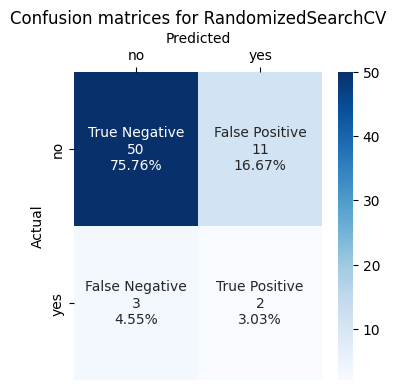 Confusion matrices for RandomizedSearchCV
Predicted
no
yes
Actual
no
yes
True Negative
50
75.76%
False Positive
11
16.67%
False Negative
3
4.55%
True Positive
2
3.03%
50
40
30
20
10